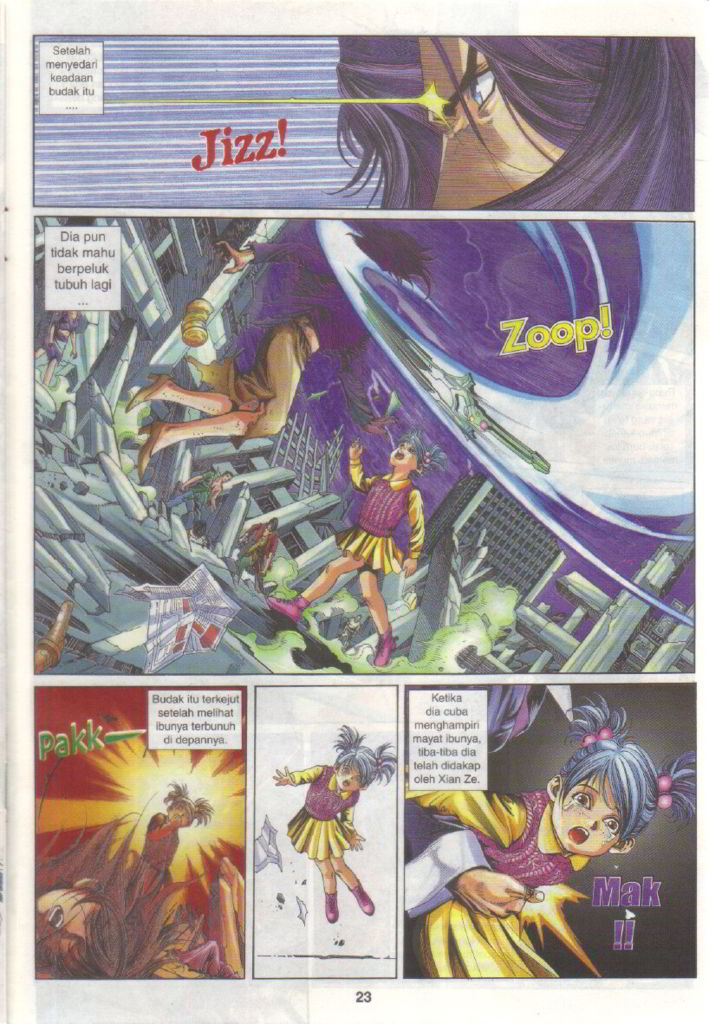 Setelah
menyedari
keadaan
budak itu
....
Jizz!
Dia pun
tidak mahu
berpeluk
tubuh lagi
...
Zoop!
Pakk
Budak itu terkejut
setelah melihat
ibunya terbunuh
di depannya.
Ketika
dia cuba
menghampiri
mayat ibunya,
tiba-tiba dia
telah didakap
oleh Xian Ze.
Mak
!!
23